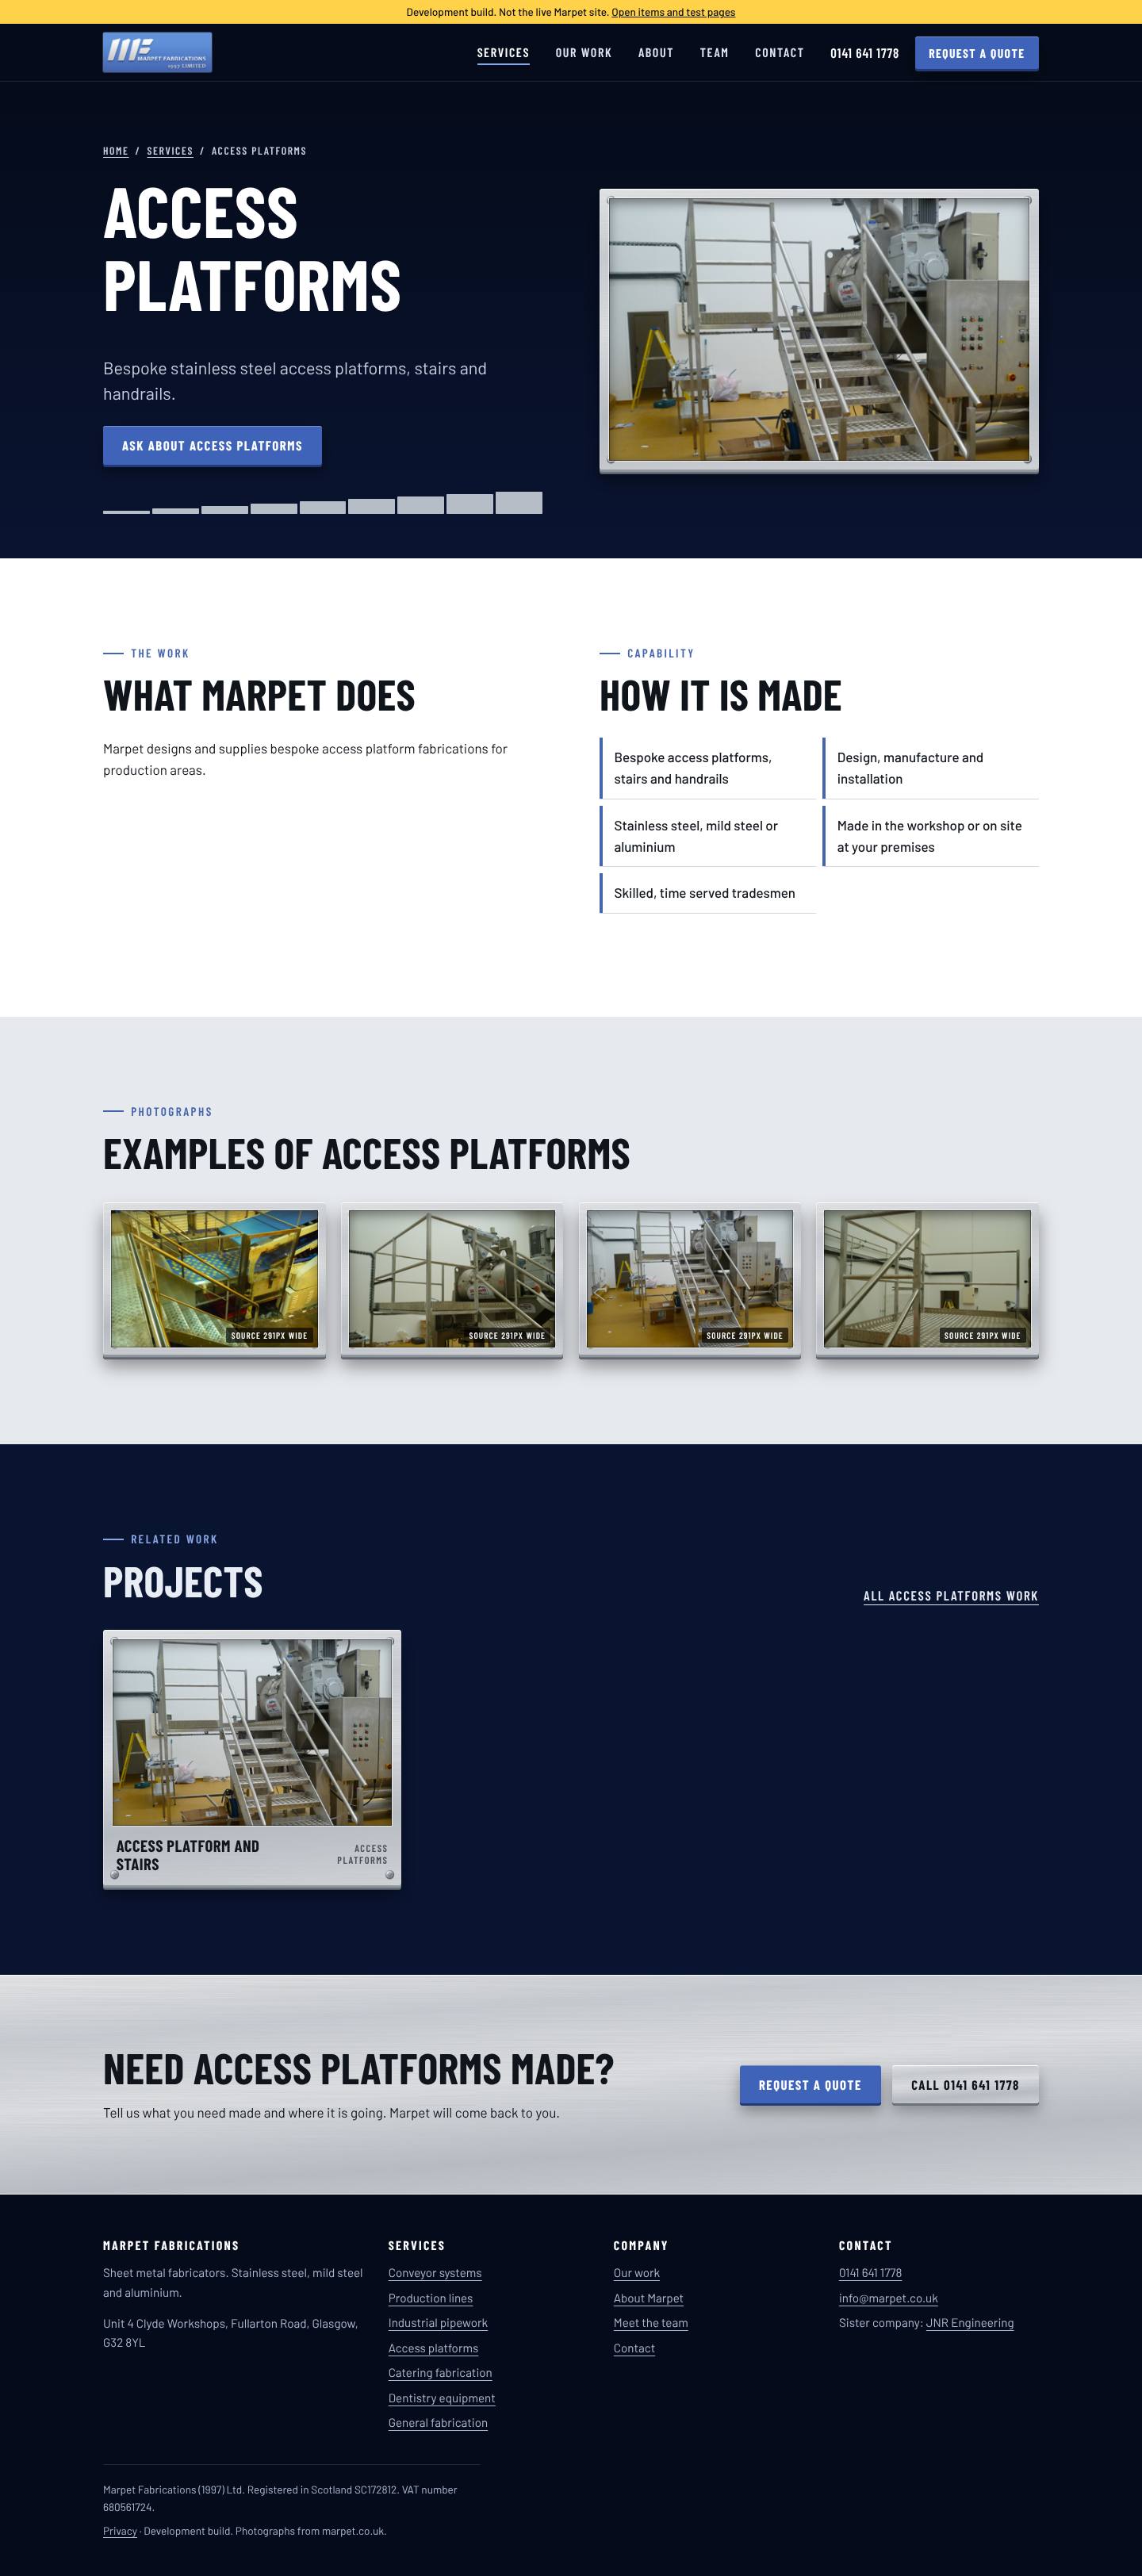 Development build. Not the live Marpet site. Open items and test pages
MF
MARPET FABRICATIONS
1997 LIMITED
SERVICES OUR WORK ABOUT TEAM CONTACT 0141 641 1778 REQUEST A QUOTE
HOME / SERVICES / ACCESS PLATFORMS
ACCESS
PLATFORMS
Bespoke stainless steel access platforms, stairs and
handrails.
ASK ABOUT ACCESS PLATFORMS
THE WORK
WHAT MARPET DOES
Marpet designs and supplies bespoke access platform fabrications for
production areas.
CAPABILITY
HOW IT IS MADE
Bespoke access platforms,
stairs and handrails
Design, manufacture and
installation
Stainless steel, mild steel or
aluminium
Made in the workshop or on site
at your premises
Skilled, time served tradesmen
PHOTOGRAPHS
EXAMPLES OF ACCESS PLATFORMS
SOURCE 291PX WIDE
SOURCE 291PX WIDE
SOURCE 291PX WIDE
SOURCE 291PX WIDE
RELATED WORK
PROJECTS
ALL ACCESS PLATFORMS WORK
ACCESS PLATFORM AND
STAIRS
ACCESS
PLATFORMS
NEED ACCESS PLATFORMS MADE?
Tell us what you need made and where it is going. Marpet will come back to you.
REQUEST A QUOTE
CALL 0141 641 1778
MARPET FABRICATIONS
Sheet metal fabricators. Stainless steel, mild steel
and aluminium.
Unit 4 Clyde Workshops, Fullarton Road, Glasgow,
G32 8YL
SERVICES
Conveyor systems
Production lines
Industrial pipework
Access platforms
Catering fabrication
Dentistry equipment
General fabrication
COMPANY
Our work
About Marpet
Meet the team
Contact
CONTACT
0141 641 1778
info@marpet.co.uk
Sister company: JNR Engineering
Marpet Fabrications (1997) Ltd. Registered in Scotland SC172812. VAT number
680561724.
Privacy · Development build. Photographs from marpet.co.uk.